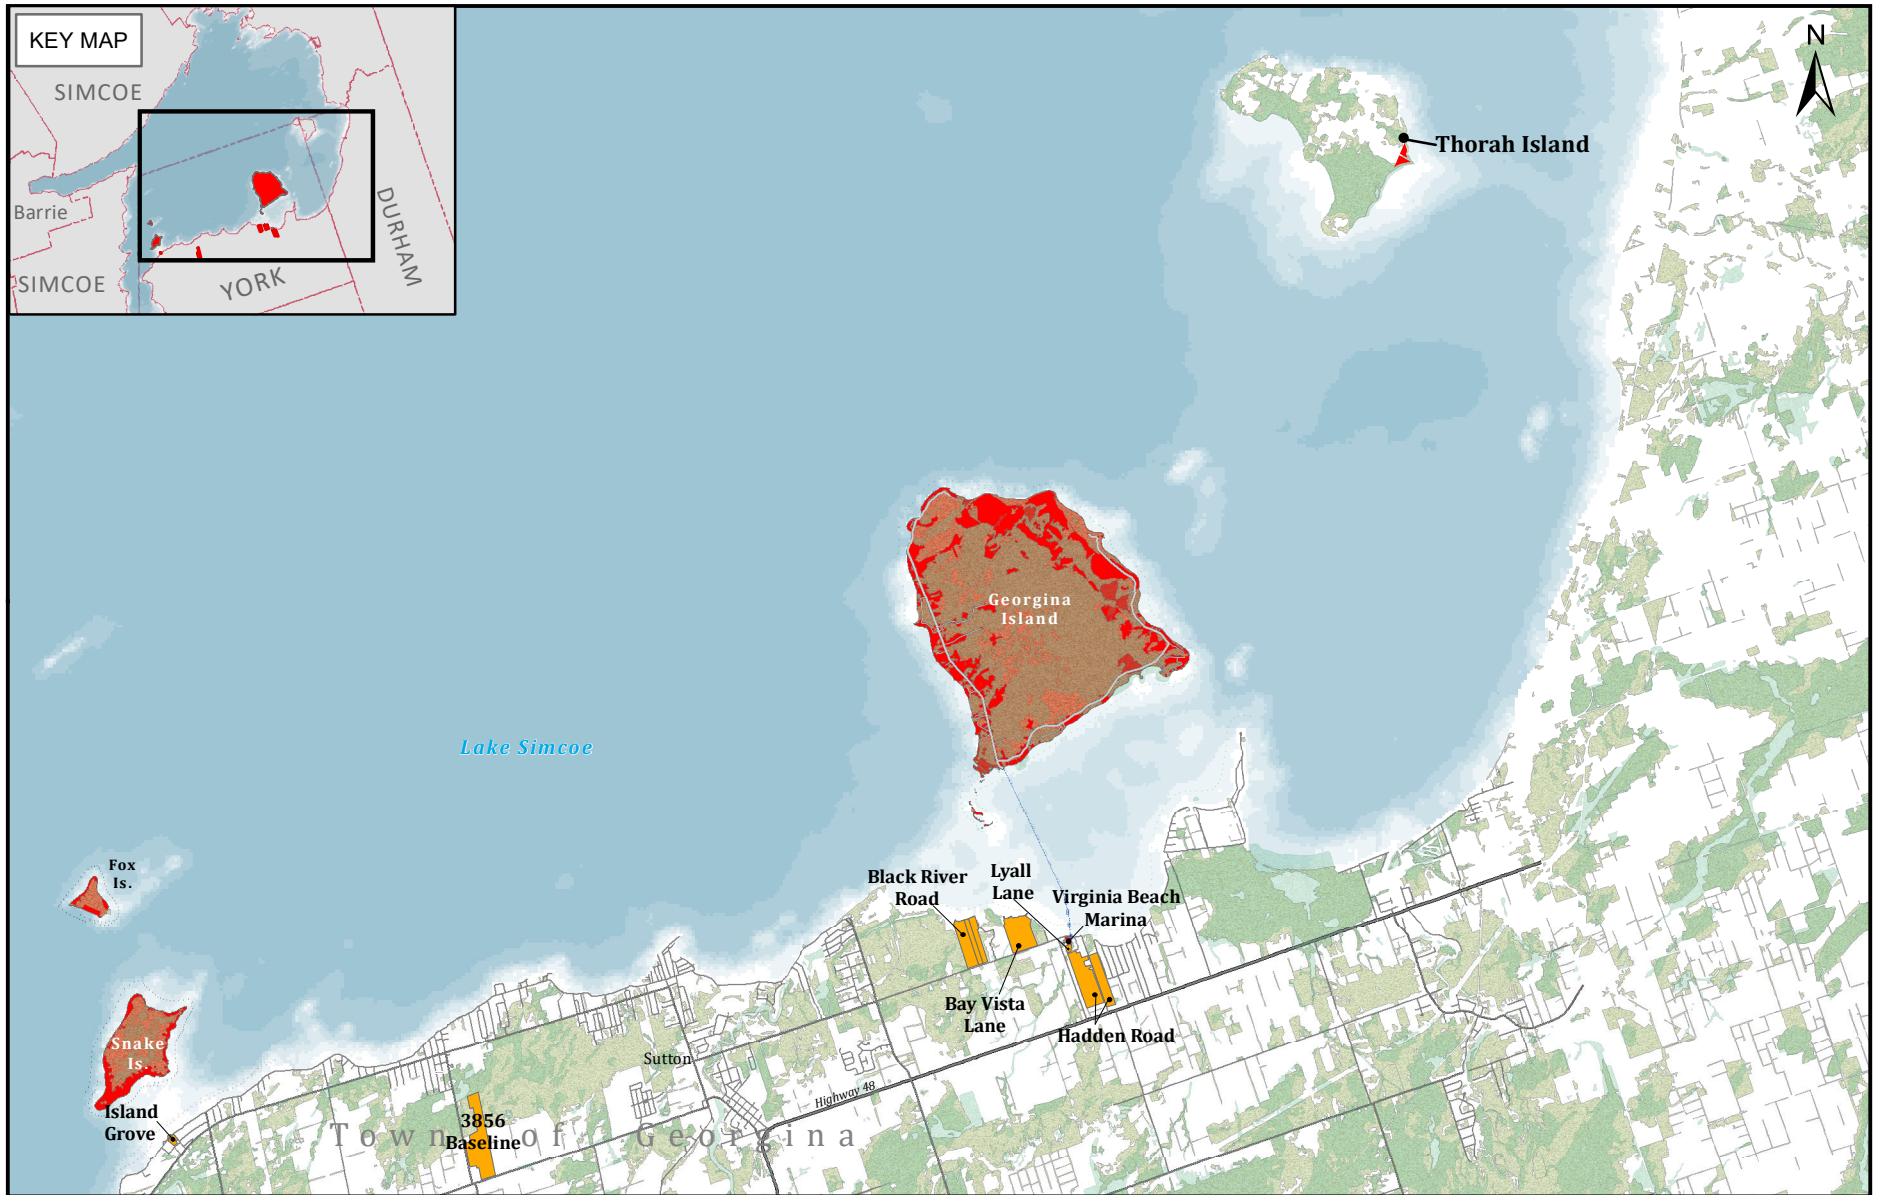 KEY MAP
SIMCOE
Barrie
SIMCOE
YORK
DURHAM
N
Thorah Island
Georgina
Island
Lake Simcoe
Fox
Is.
Black River
Road
Lyall
Lane
Virginia Beach
Marina
Bay Vista
Lane
Hadden Road
Snake
Is.
Sutton
Highway 48
Island
Grove
3856
Baseline
Town of Georgina